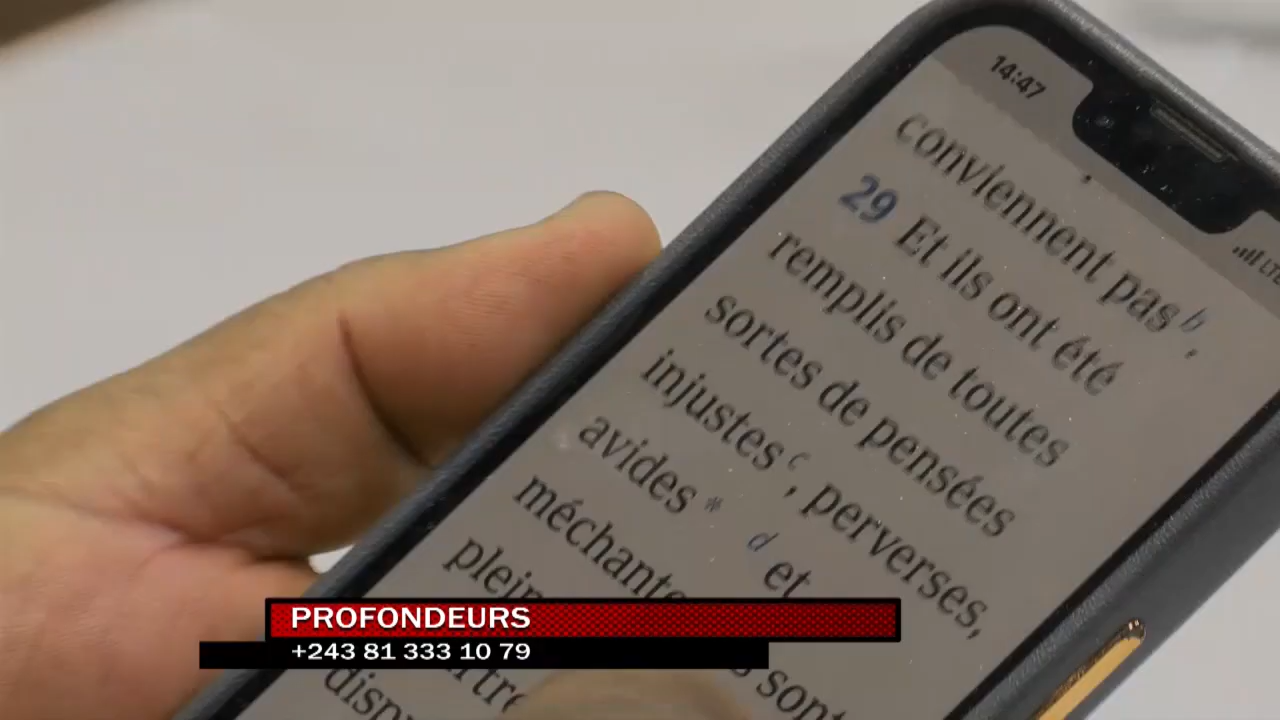 14:47
conviennent pas b,
29 Et ils ont été
remplis de toutes
sortes de pensées
injustes c, perverses,
avides * d et
PROFONDEURS
+243 81 333 10 79